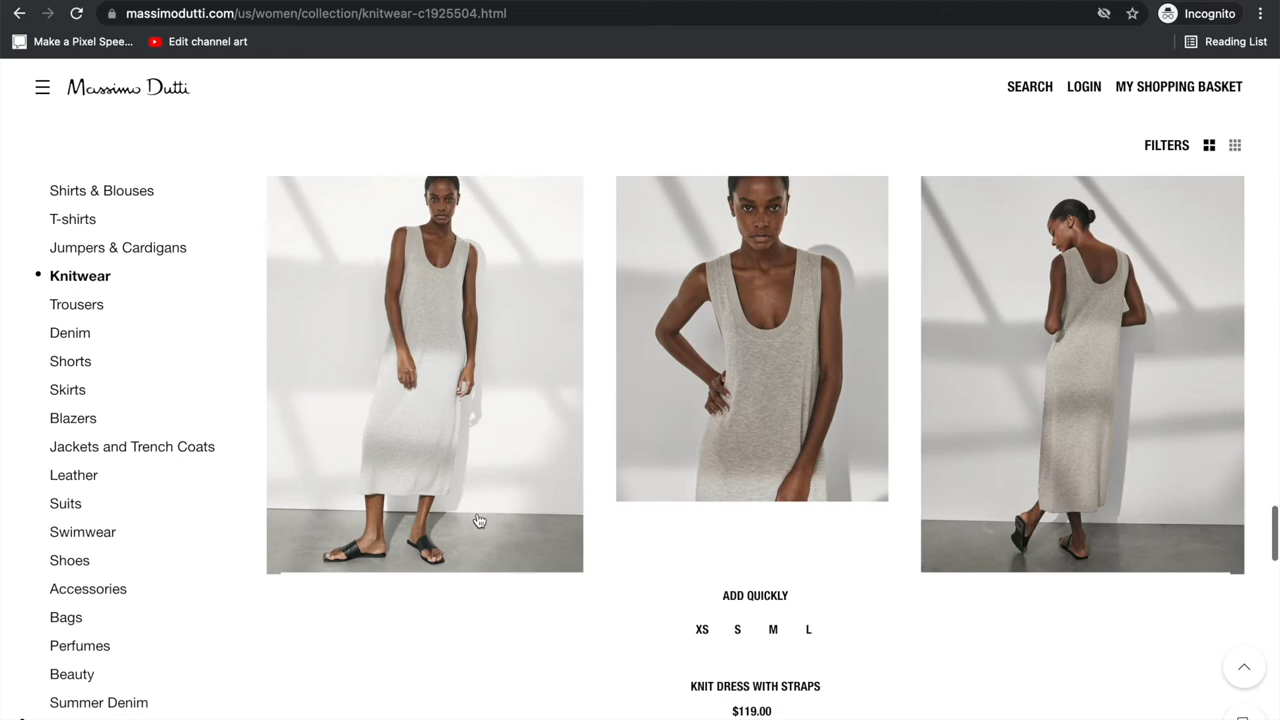 massimodutti.com/us/women/collection/knitwear-c1925504.html
Incognito
Make a Pixel Spee...
Edit channel art
Reading List
Massimo Dutti
SEARCH
LOGIN
MY SHOPPING BASKET
FILTERS
Shirts & Blouses
T-shirts
Jumpers & Cardigans
Knitwear
Trousers
Denim
Shorts
Skirts
Blazers
Jackets and Trench Coats
Leather
Suits
Swimwear
Shoes
Accessories
Bags
Perfumes
Beauty
Summer Denim
ADD QUICKLY
XS S M L
KNIT DRESS WITH STRAPS
$119.00